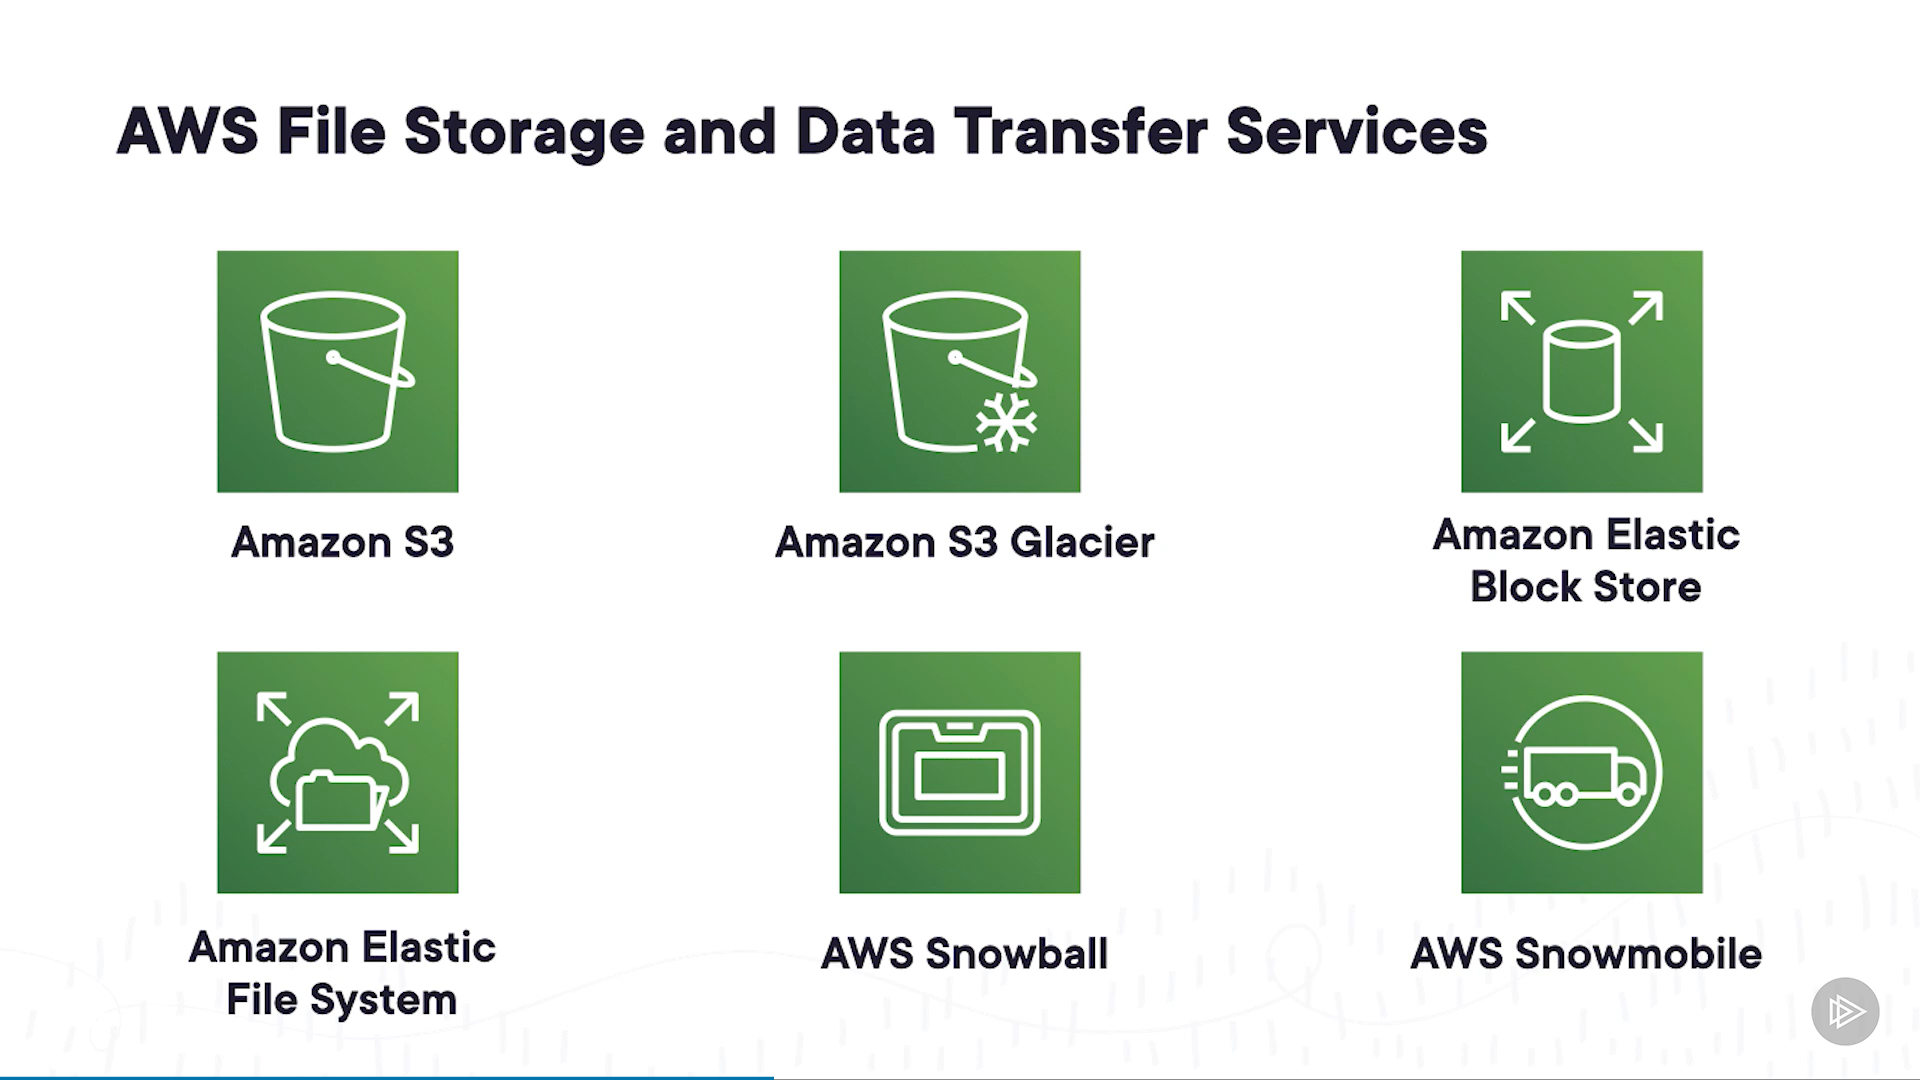 AWS File Storage and Data Transfer Services
Amazon S3
Amazon S3 Glacier
Amazon Elastic
Block Store
Amazon Elastic
File System
AWS Snowball
AWS Snowmobile